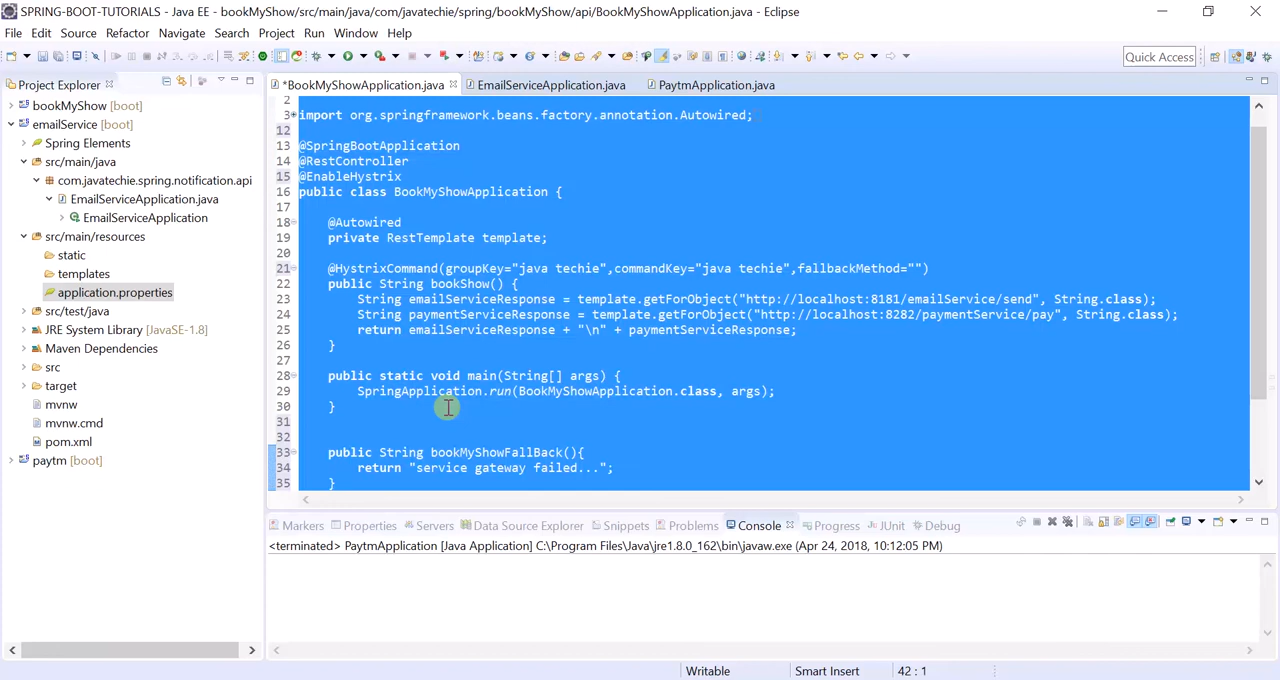 SPRING-BOOT-TUTORIALS - Java EE - bookMyShow/src/main/java/com/javatechie/spring/bookMyShow/api/BookMyShowApplication.java - Eclipse
File Edit Source Refactor Navigate Search Project Run Window Help
Quick Access
Project Explorer
*BookMyShowApplication.java EmailServiceApplication.java PaytmApplication.java
bookMyShow [boot]
emailService [boot]
Spring Elements
src/main/java
com.javatechie.spring.notification.api
EmailServiceApplication.java
EmailServiceApplication
src/main/resources
static
templates
application.properties
src/test/java
JRE System Library [JavaSE-1.8]
Maven Dependencies
src
target
mvnw
mvnw.cmd
pom.xml
paytm [boot]
2
3 import org.springframework.beans.factory.annotation.Autowired;
12
13 @SpringBootApplication
14 @RestController
15 @EnableHystrix
16 public class BookMyShowApplication {
17
18 @Autowired
19 private RestTemplate template;
20
21 @HystrixCommand(groupKey="java techie",commandKey="java techie",fallbackMethod="")
22 public String bookShow() {
23 String emailServiceResponse = template.getForObject("http://localhost:8181/emailService/send", String.class);
24 String paymentServiceResponse = template.getForObject("http://localhost:8282/paymentService/pay", String.class);
25 return emailServiceResponse + "\n" + paymentServiceResponse;
26 }
27
28 public static void main(String[] args) {
29 SpringApplication.run(BookMyShowApplication.class, args);
30 }
31
32
33 public String bookMyShowFallBack(){
34 return "service gateway failed...";
35 }
Markers Properties Servers Data Source Explorer Snippets Problems Console Progress JUnit Debug
<terminated> PaytmApplication [Java Application] C:\Program Files\Java\jre1.8.0_162\bin\javaw.exe (Apr 24, 2018, 10:12:05 PM)
Writable Smart Insert 42 : 1